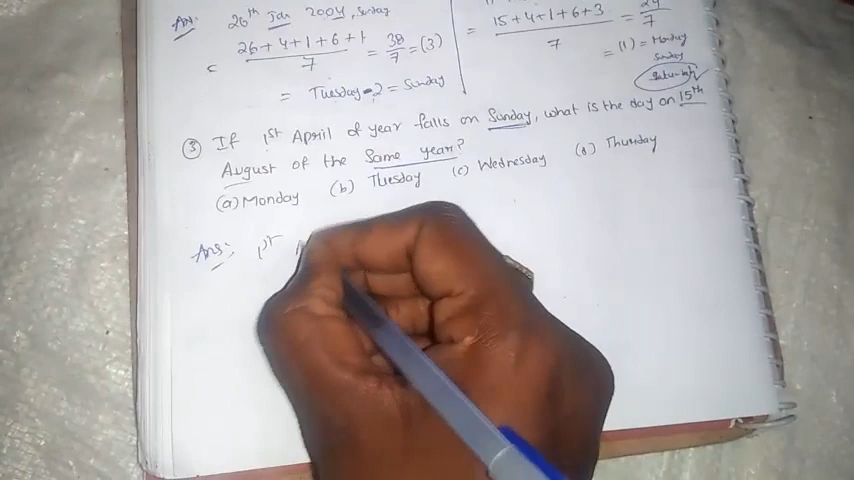 Ans: 26th Jan 2004, Sunday
26+4+1+6+1 / 7 = 38/7 = (3)
= Tuesday-2 = Sunday
= 15+4+1+6+3 / 7 = 29/7
= (1) = Monday
Sunday
Saturday
③ If 1st April of year falls on Sunday, what is the day on 15th
August of the Same year?
(a) Monday (b) Tuesday (c) Wednesday (d) Thursday
Ans: 1st